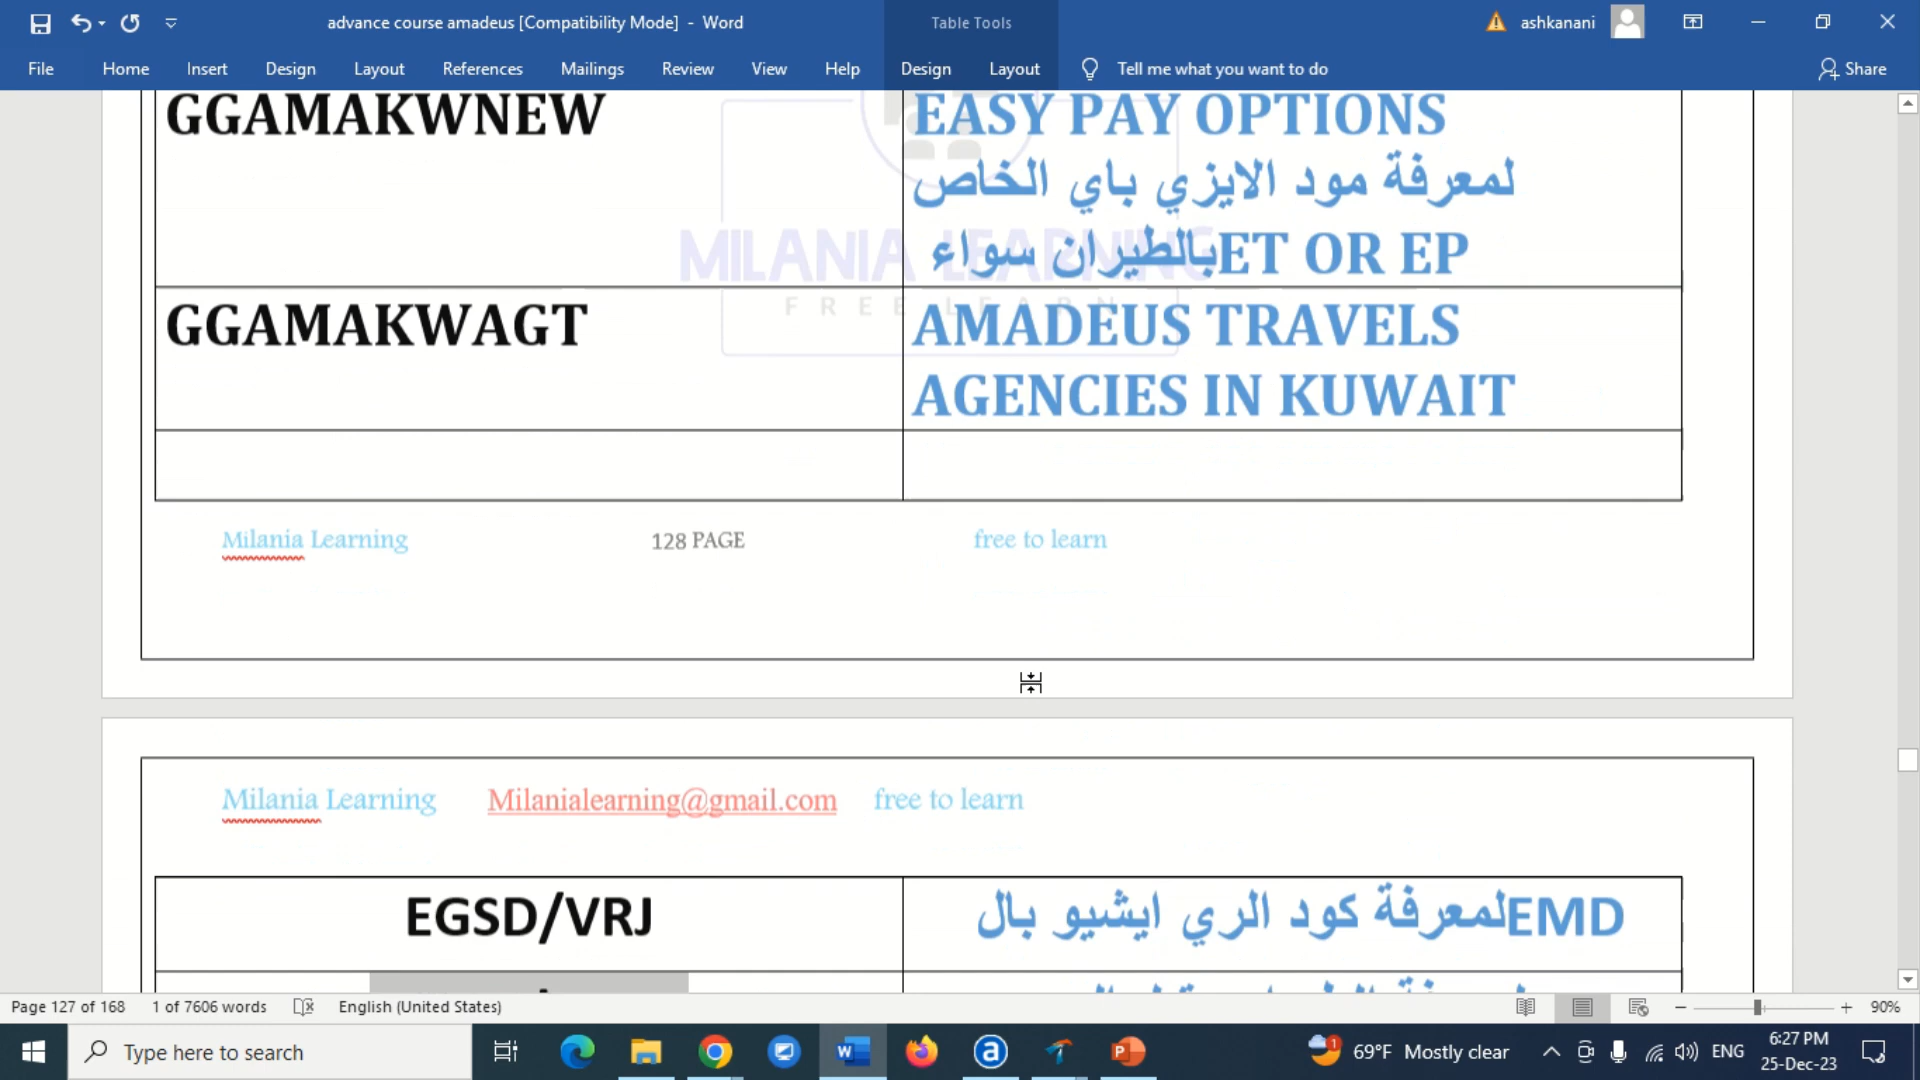 advance course amadeus [Compatibility Mode] - Word
Table Tools
ashkanani
File
Home
Insert
Design
Layout
References
Mailings
Review
View
Help
Design
Layout
Tell me what you want to do
Share
GGAMAKWNEW
EASY PAY OPTIONS
لمعرفة مود الايزي باي الخاص
بالطيران سواء ET OR EP
MILANIA LEARNING
FREE LEARN
GGAMAKWAGT
AMADEUS TRAVELS
AGENCIES IN KUWAIT
Milania Learning
128 PAGE
free to learn
Milania Learning
Milanialearning@gmail.com
free to learn
EGSD/VRJ
لمعرفة كود الري ايشيو بال EMD
Page 127 of 168
1 of 7606 words
English (United States)
90%
Type here to search
1
69°F Mostly clear
ENG
6:27 PM
25-Dec-23